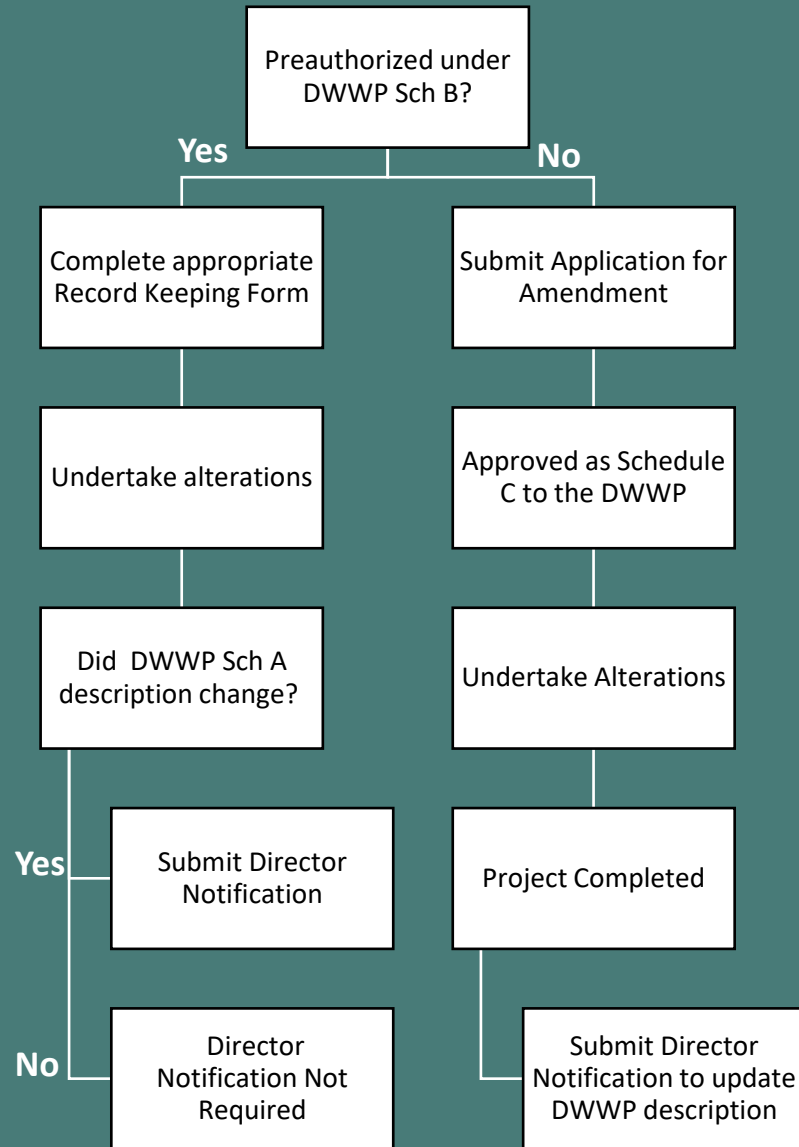 Preauthorized under
DWWP Sch B?
Yes
No
Complete appropriate
Record Keeping Form
Submit Application for
Amendment
Undertake alterations
Approved as Schedule
C to the DWWP
Did DWWP Sch A
description change?
Undertake Alterations
Yes
Submit Director
Notification
Project Completed
No
Director
Notification Not
Required
Submit Director
Notification to update
DWWP description